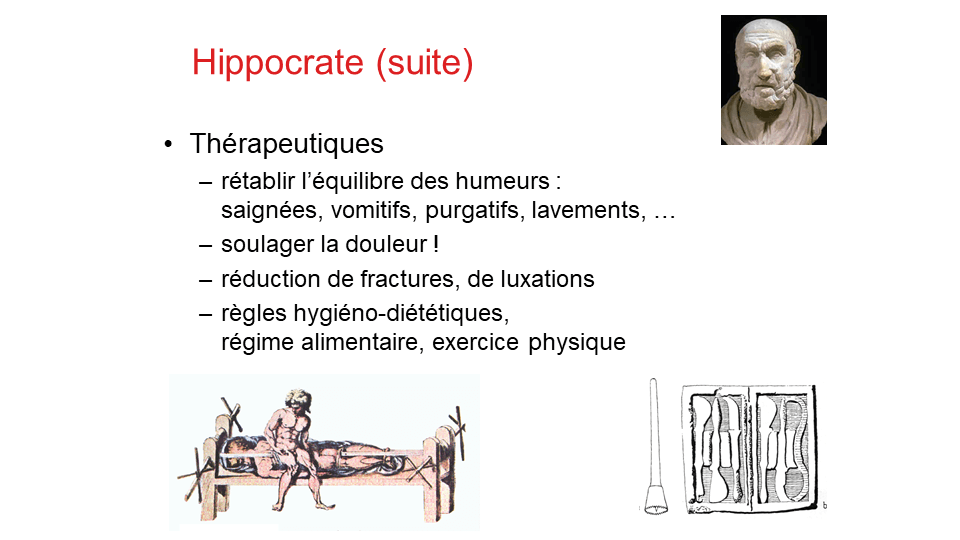 Hippocrate (suite)
• Thérapeutiques
– rétablir l’équilibre des humeurs :
saignées, vomitifs, purgatifs, lavements, …
– soulager la douleur !
– réduction de fractures, de luxations
– règles hygiéno-diététiques,
régime alimentaire, exercice physique
b